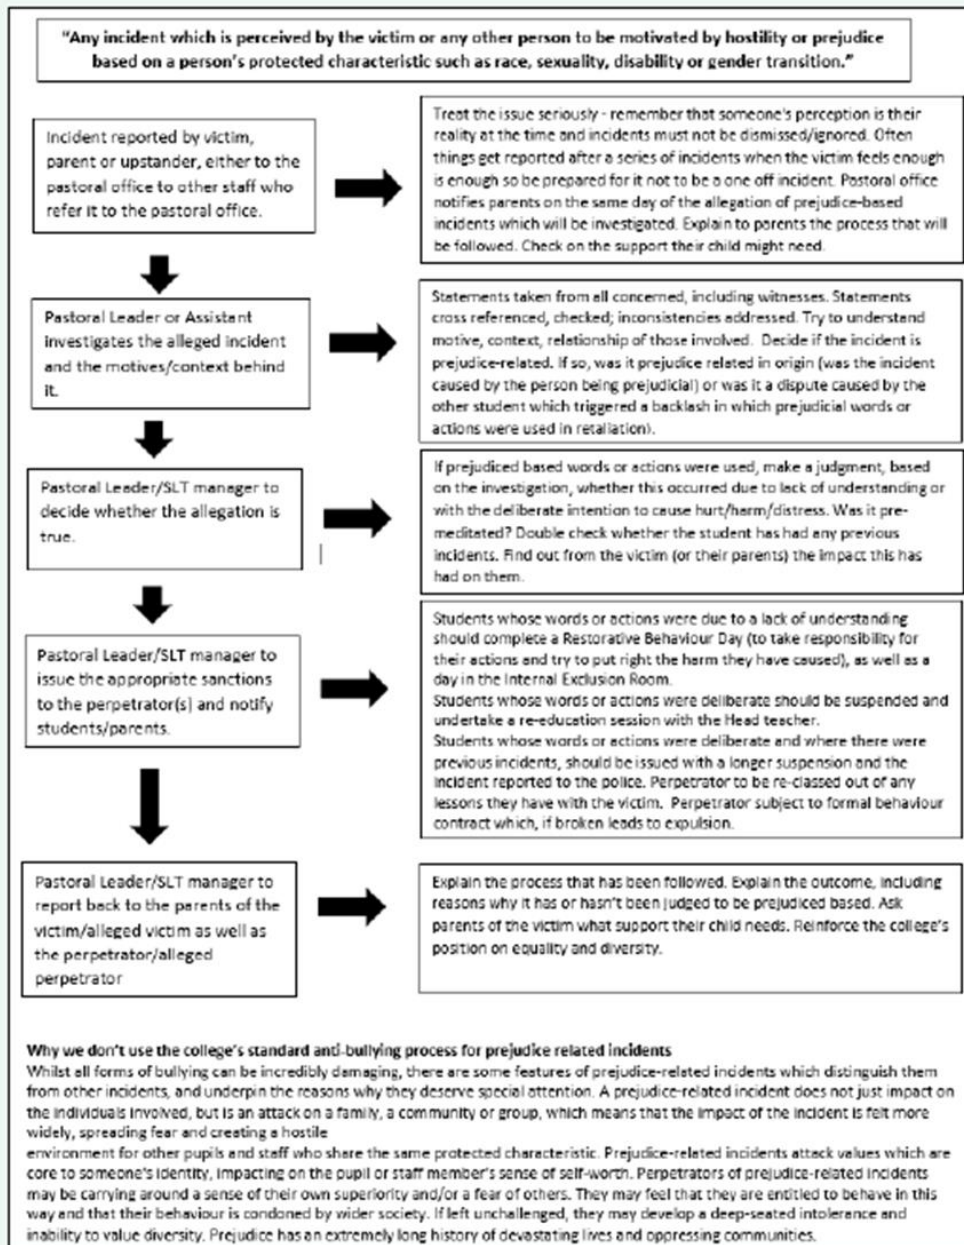 "Any incident which is perceived by the victim or any other person to be motivated by hostility or prejudice
based on a person's protected characteristic such as race, sexuality, disability or gender transition."
Incident reported by victim,
parent or upstander, either to the
pastoral office to other staff who
refer it to the pastoral office.
Treat the issue seriously - remember that someone's perception is their
reality at the time and incidents must not be dismissed/ignored. Often
things get reported after a series of incidents when the victim feels enough
is enough so be prepared for it not to be a one off incident. Pastoral office
notifies parents on the same day of the allegation of prejudice-based
incidents which will be investigated. Explain to parents the process that will
be followed. Check on the support their child might need.
Pastoral Leader or Assistant
investigates the alleged incident
and the motives/context behind
it.
Statements taken from all concerned, including witnesses. Statements
cross referenced, checked; inconsistencies addressed. Try to understand
motive, context, relationship of those involved. Decide if the incident is
prejudice-related. If so, was it prejudice related in origin (was the incident
caused by the person being prejudicial) or was it a dispute caused by the
other student which triggered a backlash in which prejudicial words or
actions were used in retaliation).
Pastoral Leader/SLT manager to
decide whether the allegation is
true.
If prejudiced based words or actions were used, make a judgment, based
on the investigation, whether this occurred due to lack of understanding or
with the deliberate intention to cause hurt/harm/distress. Was it pre-
meditated? Double check whether the student has had any previous
incidents. Find out from the victim (or their parents) the impact this has
had on them.
Pastoral Leader/SLT manager to
issue the appropriate sanctions
to the perpetrator(s) and notify
students/parents.
Students whose words or actions were due to a lack of understanding
should complete a Restorative Behaviour Day (to take responsibility for
their actions and try to put right the harm they have caused), as well as a
day in the Internal Exclusion Room.
Students whose words or actions were deliberate should be suspended and
undertake a re-education session with the Head teacher.
Students whose words or actions were deliberate and where there were
previous incidents, should be issued with a longer suspension and the
incident reported to the police. Perpetrator to be re-classed out of any
lessons they have with the victim. Perpetrator subject to formal behaviour
contract which, if broken leads to expulsion.
Pastoral Leader/SLT manager to
report back to the parents of the
victim/alleged victim as well as
the perpetrator/alleged
perpetrator
Explain the process that has been followed. Explain the outcome, including
reasons why it has or hasn't been judged to be prejudiced based. Ask
parents of the victim what support their child needs. Reinforce the college's
position on equality and diversity.
Why we don't use the college's standard anti-bullying process for prejudice related incidents
Whilst all forms of bullying can be incredibly damaging, there are some features of prejudice-related incidents which distinguish them
from other incidents, and underpin the reasons why they deserve special attention. A prejudice-related incident does not just impact on
the individuals involved, but is an attack on a family, a community or group, which means that the impact of the incident is felt more
widely, spreading fear and creating a hostile
environment for other pupils and staff who share the same protected characteristic. Prejudice-related incidents attack values which are
core to someone's identity, impacting on the pupil or staff member's sense of self-worth. Perpetrators of prejudice-related incidents
may be carrying around a sense of their own superiority and/or a fear of others. They may feel that they are entitled to behave in this
way and that their behaviour is condoned by wider society. If left unchallenged, they may develop a deep-seated intolerance and
inability to value diversity. Prejudice has an extremely long history of devastating lives and oppressing communities.